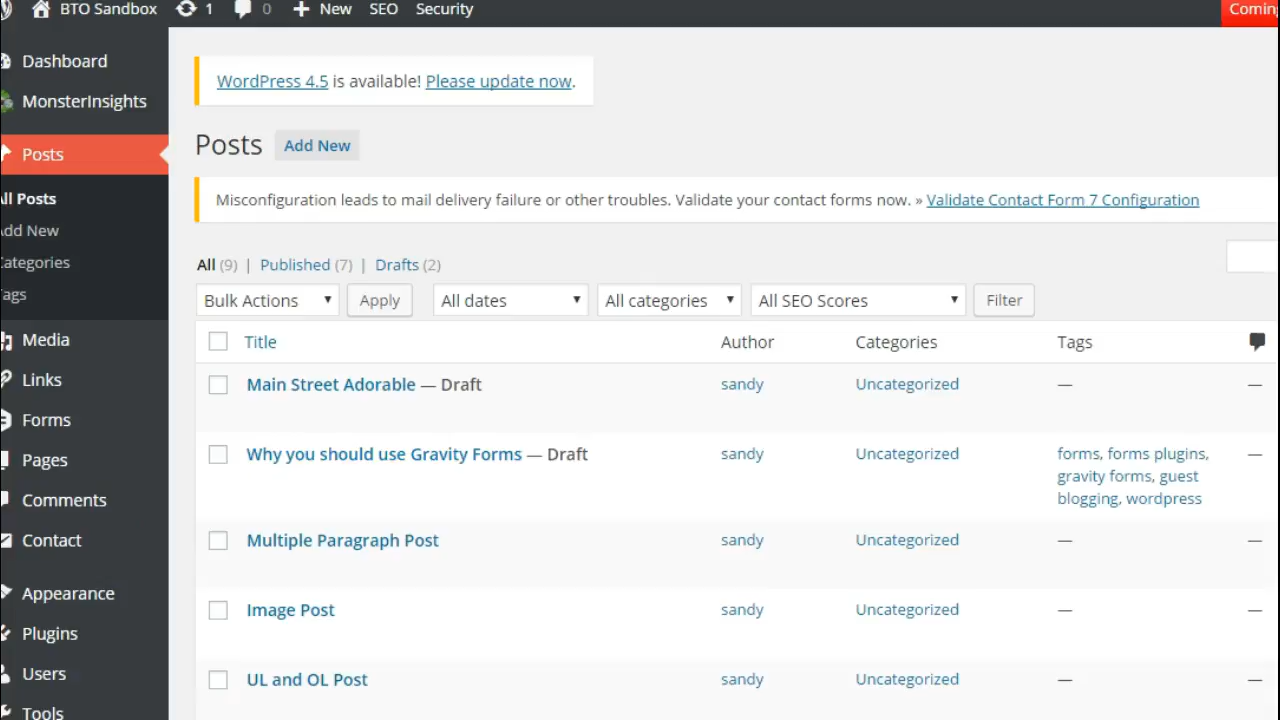 BTO Sandbox 1 0 New SEO Security Coming
Dashboard
MonsterInsights
Posts
All Posts
Add New
Categories
Tags
Media
Links
Forms
Pages
Comments
Contact
Appearance
Plugins
Users
Tools
WordPress 4.5 is available! Please update now.
Posts Add New
Misconfiguration leads to mail delivery failure or other troubles. Validate your contact forms now. » Validate Contact Form 7 Configuration
All (9) | Published (7) | Drafts (2)
Bulk Actions Apply All dates All categories All SEO Scores Filter
Title Author Categories Tags
Main Street Adorable — Draft sandy Uncategorized — —
Why you should use Gravity Forms — Draft sandy Uncategorized forms, forms plugins, —
gravity forms, guest
blogging, wordpress
Multiple Paragraph Post sandy Uncategorized — —
Image Post sandy Uncategorized — —
UL and OL Post sandy Uncategorized — —